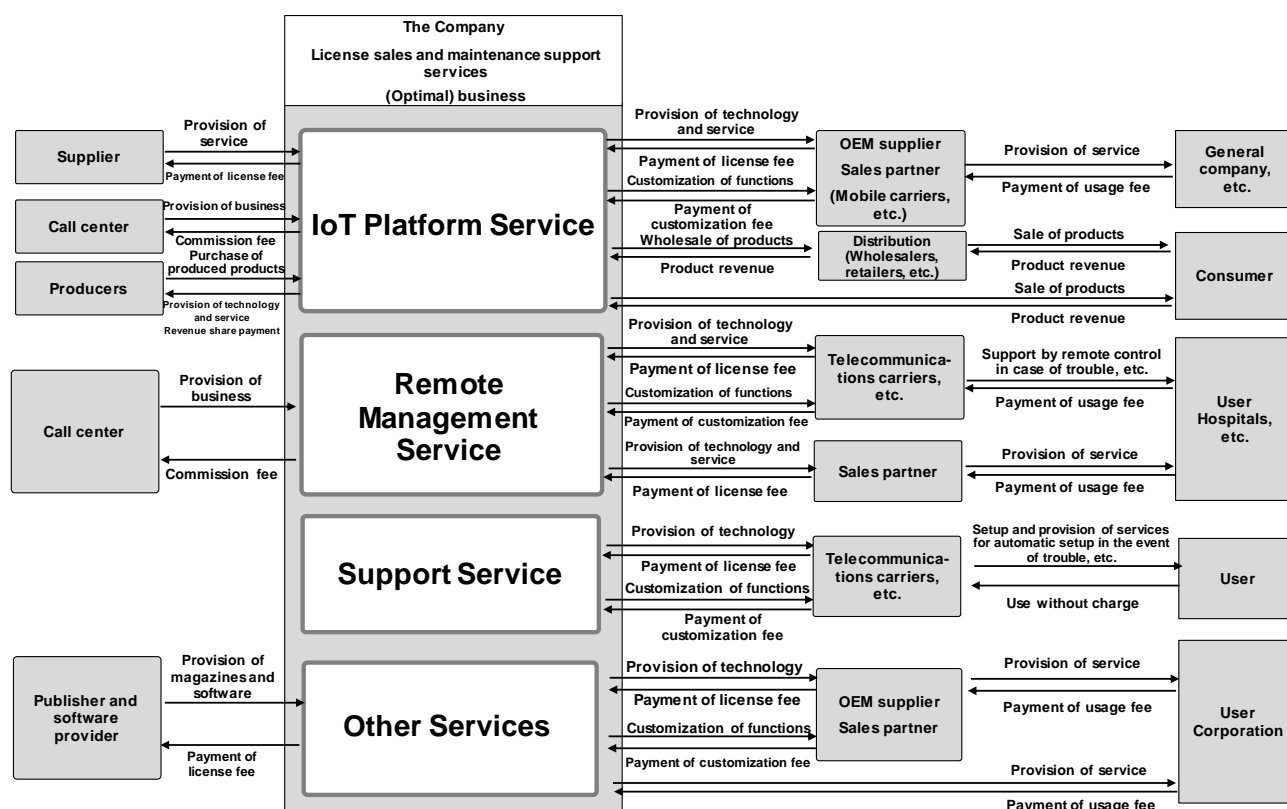 The Company
License sales and maintenance support
services
(Optimal) business
Supplier
Provision of
service
Payment of license fee
Call center
Provision of business
Commission fee
Producers
Purchase of
produced products
Provision of technology
and service
Revenue share payment
IoT Platform Service
Provision of technology
and service
Payment of license fee
Customization of functions
Payment of
customization fee
Wholesale of products
Product revenue
Sale of products
Product revenue
OEM supplier
Sales partner
(Mobile carriers,
etc.)
Distribution
(Wholesalers,
retailers, etc.)
Provision of service
Payment of usage fee
Sale of products
Product revenue
General
company,
etc.
Consumer
Call center
Provision of
business
Commission fee
Remote
Management
Service
Provision of technology
and service
Payment of license fee
Customization of functions
Payment of customization fee
Provision of technology and
service
Payment of license fee
Telecommunica-
tions carriers,
etc.
Sales partner
Support by remote control
in case of trouble, etc.
Payment of usage fee
Provision of service
Payment of usage fee
User
Hospitals,
etc.
Support Service
Provision of technology
Payment of license fee
Customization of functions
Payment of
customization fee
Telecommunica-
tions carriers,
etc.
Setup and provision of services
for automatic setup in the event
of trouble, etc.
Use without charge
User
Publisher and
software
provider
Provision of
magazines and
software
Payment of
license fee
Other Services
Provision of technology
Payment of license fee
Customization of functions
Payment of customization fee
OEM supplier
Sales partner
Provision of service
Payment of usage fee
Provision of service
Payment of usage fee
User
Corporation